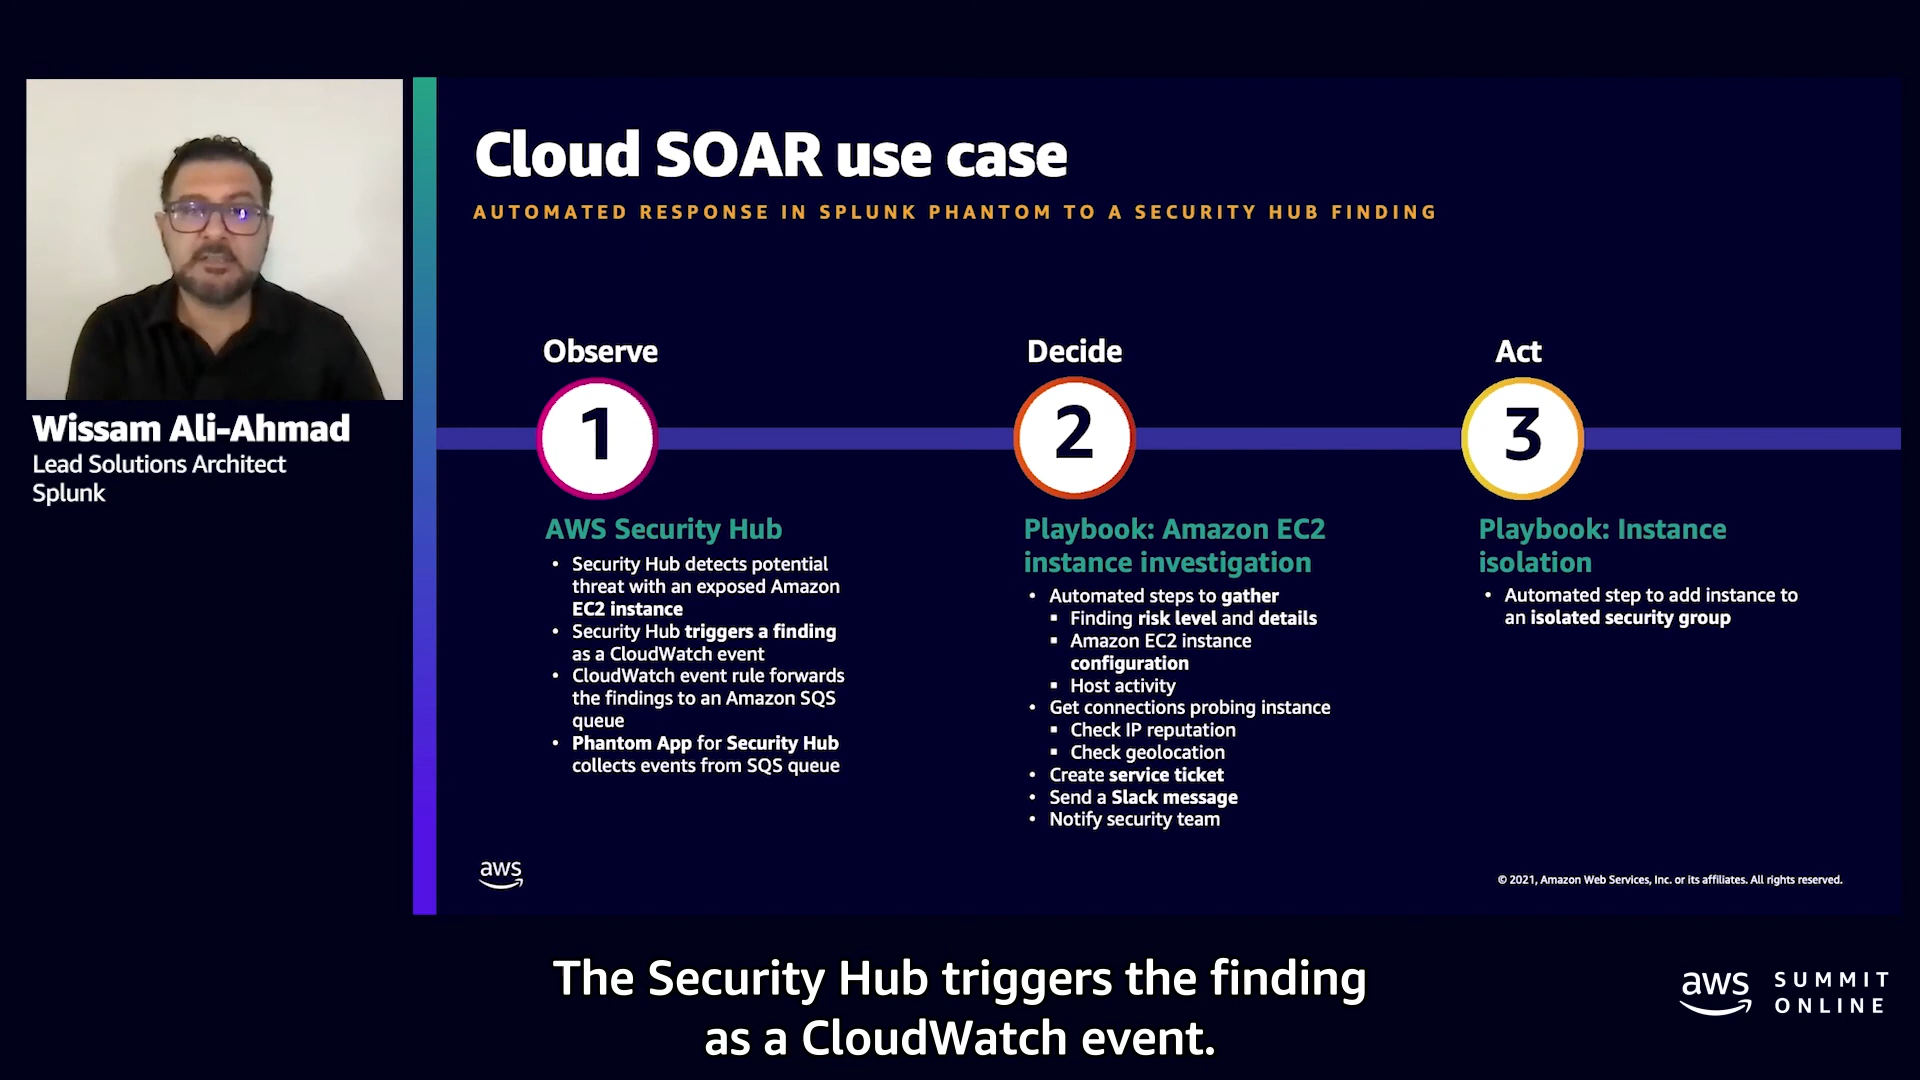 Cloud SOAR use case
AUTOMATED RESPONSE IN SPLUNK PHANTOM TO A SECURITY HUB FINDING
Wissam Ali-Ahmad
Lead Solutions Architect
Splunk
Observe
1
AWS Security Hub
• Security Hub detects potential
threat with an exposed Amazon
EC2 instance
• Security Hub triggers a finding
as a CloudWatch event
• CloudWatch event rule forwards
the findings to an Amazon SQS
queue
• Phantom App for Security Hub
collects events from SQS queue
Decide
2
Playbook: Amazon EC2
instance investigation
• Automated steps to gather
▪ Finding risk level and details
▪ Amazon EC2 instance
configuration
▪ Host activity
• Get connections probing instance
▪ Check IP reputation
▪ Check geolocation
• Create service ticket
• Send a Slack message
• Notify security team
Act
3
Playbook: Instance
isolation
• Automated step to add instance to
an isolated security group
aws
© 2021, Amazon Web Services, Inc. or its affiliates. All rights reserved.
The Security Hub triggers the finding
as a CloudWatch event.
aws SUMMIT
ONLINE